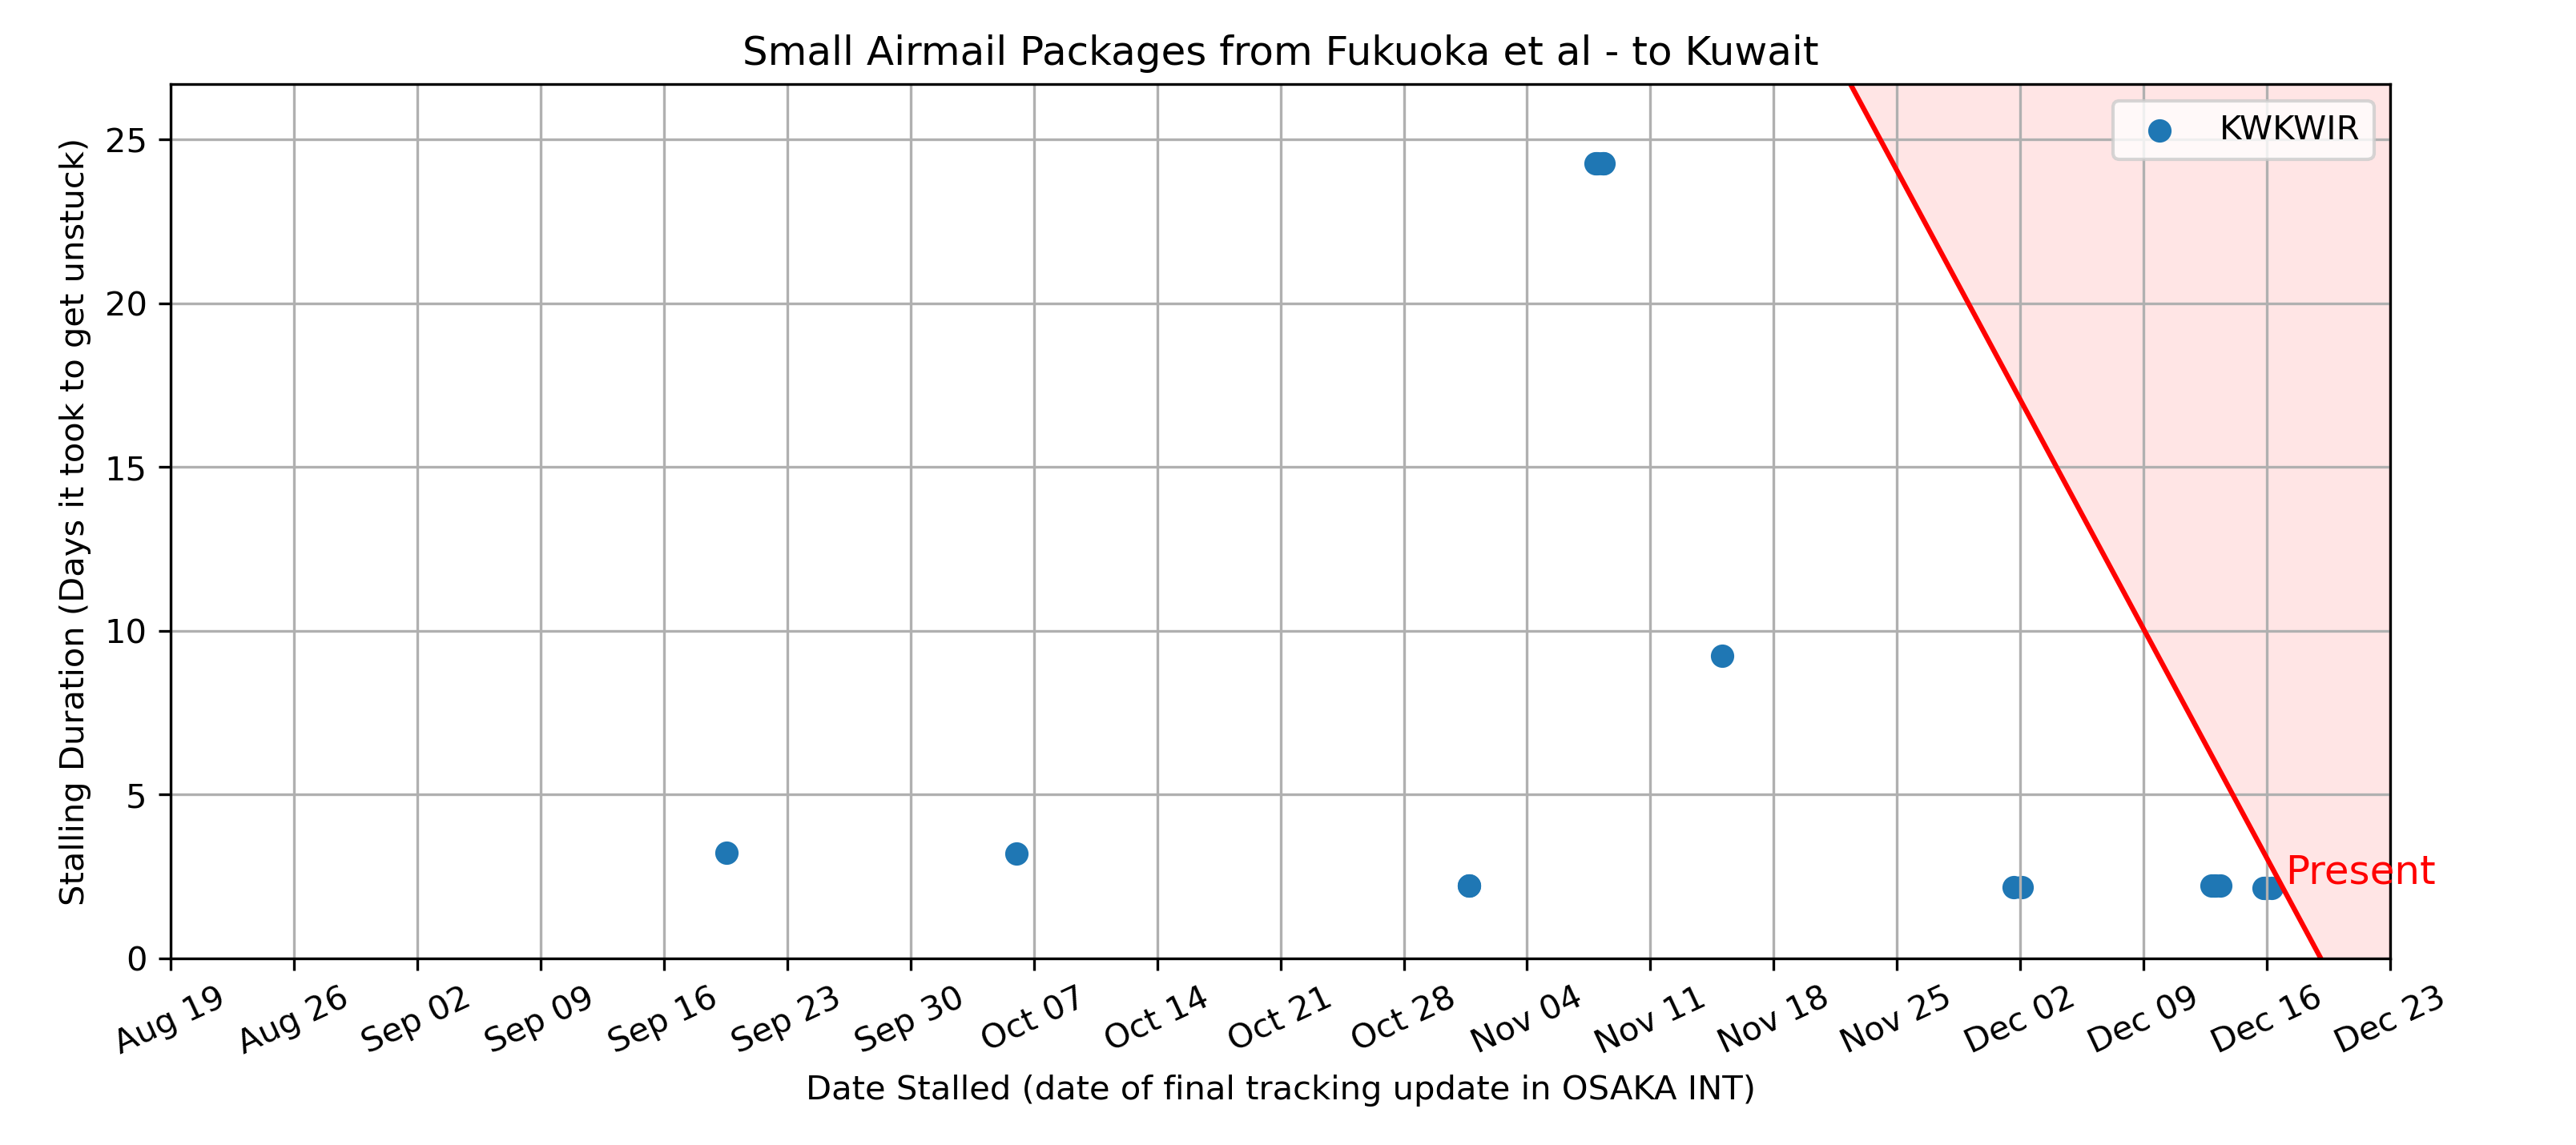 Small Airmail Packages from Fukuoka et al - to Kuwait
KWKWIR
Stalling Duration (Days it took to get unstuck)
25
20
15
10
5
0
Present
Aug 19 Aug 26 Sep 02 Sep 09 Sep 16 Sep 23 Sep 30 Oct 07 Oct 14 Oct 21 Oct 28 Nov 04 Nov 11 Nov 18 Nov 25 Dec 02 Dec 09 Dec 16 Dec 23
Date Stalled (date of final tracking update in OSAKA INT)